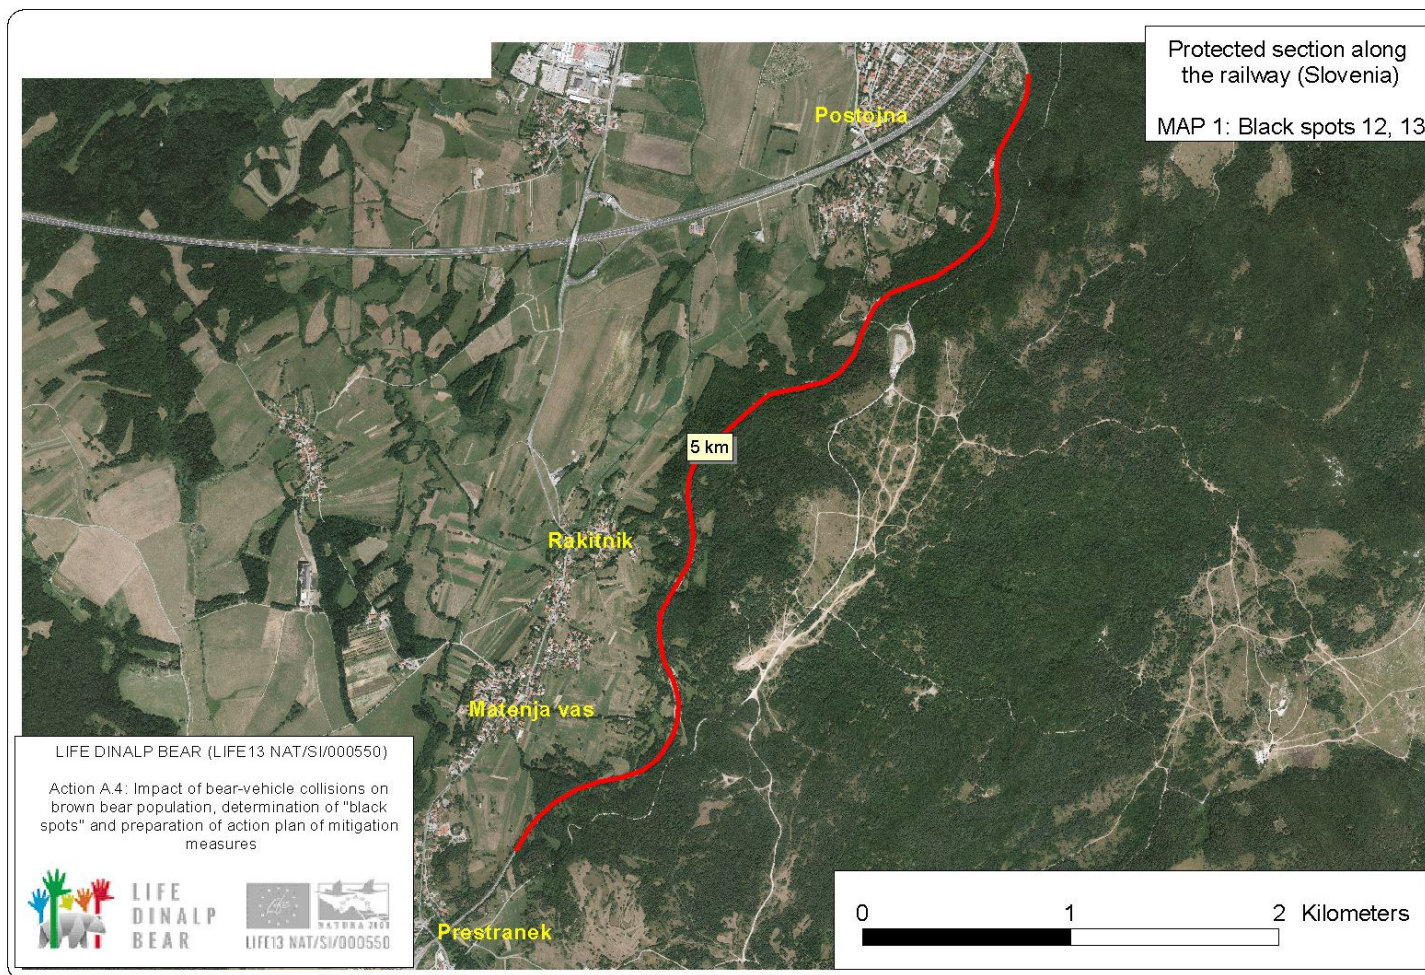 Protected section along
the railway (Slovenia)
MAP 1: Black spots 12, 13
Postojna
5 km
Rakitnik
Matenja vas
Prestranek
LIFE DINALP BEAR (LIFE13 NAT/SI/000550)
Action A.4: Impact of bear-vehicle collisions on
brown bear population, determination of "black
spots" and preparation of action plan of mitigation
measures
LIFE
DINALP
BEAR
Life
NATURA 2000
LIFE13 NAT/SI/000550
0 1 2 Kilometers